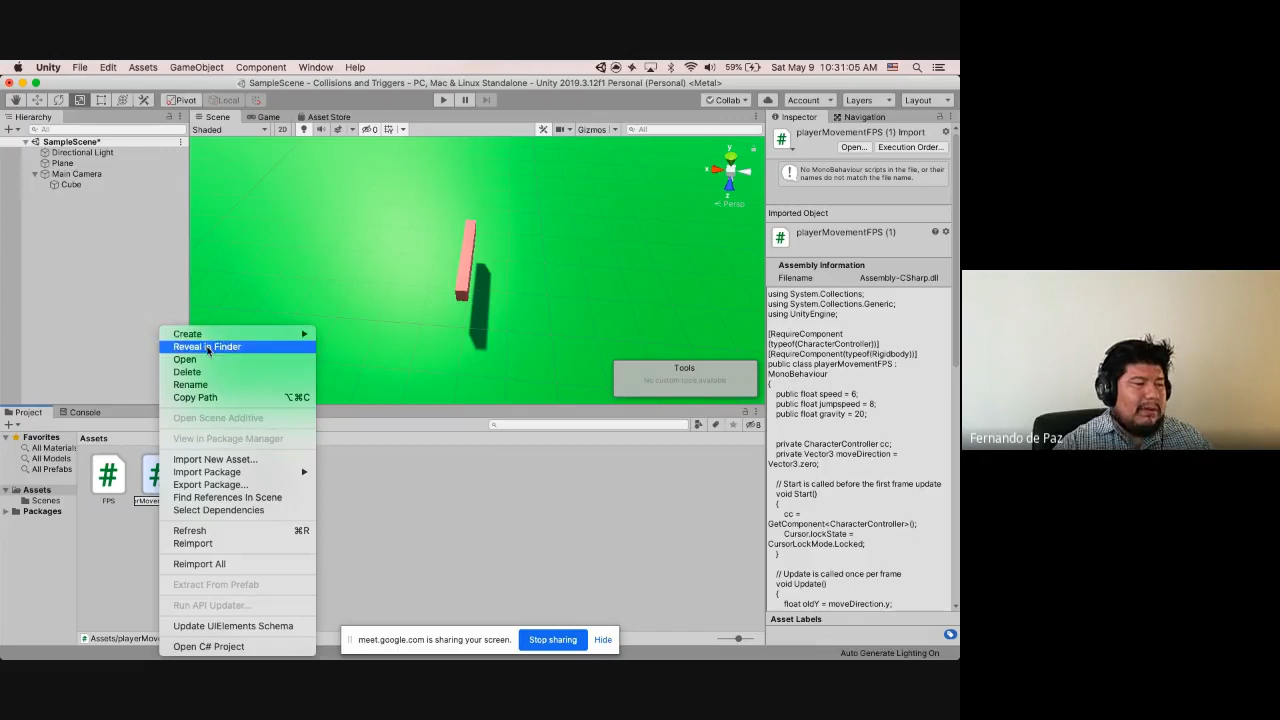 Unity File Edit Assets GameObject Component Window Help
59% Sat May 9 10:31:05 AM
SampleScene - Collisions and Triggers - PC, Mac & Linux Standalone - Unity 2019.3.12f1 Personal (Personal) <Metal>
Pivot Local
Collab Account Layers Layout
Hierarchy
All
SampleScene*
Directional Light
Plane
Main Camera
Cube
Scene Game Asset Store
Shaded 2D 0 Gizmos All
y
x
z
Persp
Tools
No custom tools available
Create
Reveal in Finder
Open
Delete
Rename
Copy Path ⌥⌘C
Open Scene Additive
View in Package Manager
Import New Asset...
Import Package
Export Package...
Find References In Scene
Select Dependencies
Refresh ⌘R
Reimport
Reimport All
Extract From Prefab
Run API Updater...
Update UIElements Schema
Open C# Project
Project Console
8
Favorites
All Materials
All Models
All Prefabs
Assets
Scenes
Packages
Assets
FPS
Assets/playerMov
meet.google.com is sharing your screen. Stop sharing Hide
Inspector Navigation
playerMovementFPS (1) Import
Open... Execution Order...
No MonoBehaviour scripts in the file, or their
names do not match the file name.
Imported Object
playerMovementFPS (1)
Assembly Information
Filename Assembly-CSharp.dll
using System.Collections;
using System.Collections.Generic;
using UnityEngine;
[RequireComponent
(typeof(CharacterController))]
[RequireComponent(typeof(Rigidbody))]
public class playerMovementFPS :
MonoBehaviour
{
public float speed = 6;
public float jumpspeed = 8;
public float gravity = 20;
private CharacterController cc;
private Vector3 moveDirection =
Vector3.zero;
// Start is called before the first frame update
void Start()
{
cc =
GetComponent<CharacterController>();
Cursor.lockState =
CursorLockMode.Locked;
}
// Update is called once per frame
void Update()
{
float oldY = moveDirection.y;
Asset Labels
Auto Generate Lighting On
Fernando de Paz